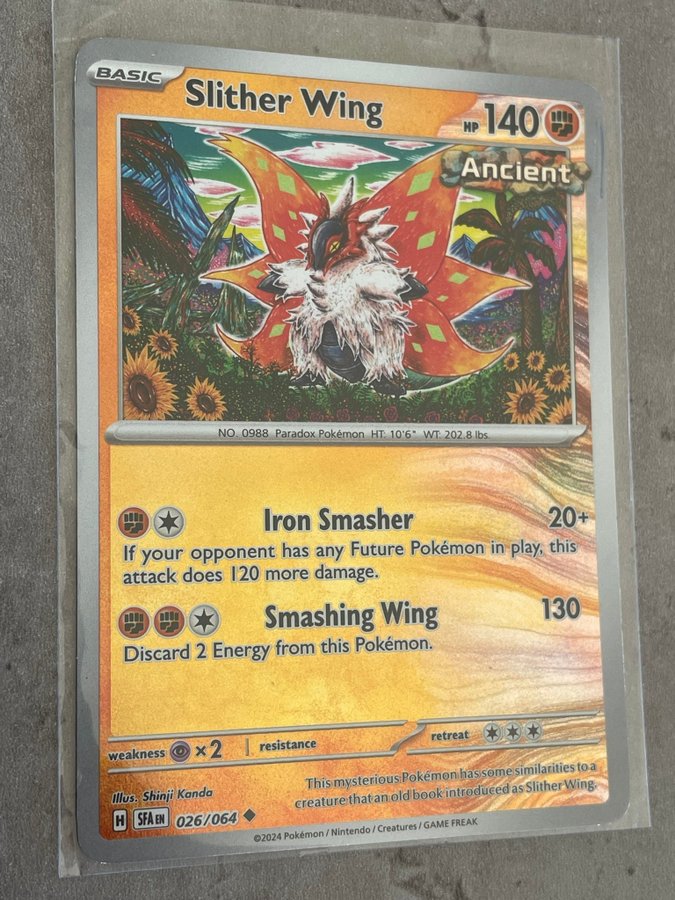 BASIC
Slither Wing
HP 140
Ancient
NO. 0988 Paradox Pokémon HT: 10'6" WT: 202.8 lbs.
Iron Smasher 20+
If your opponent has any Future Pokémon in play, this
attack does 120 more damage.
Smashing Wing 130
Discard 2 Energy from this Pokémon.
weakness ×2 resistance retreat
Illus. Shinji Kanda
This mysterious Pokémon has some similarities to a
creature that an old book introduced as Slither Wing.
H SFA EN 026/064
©2024 Pokémon / Nintendo / Creatures / GAME FREAK